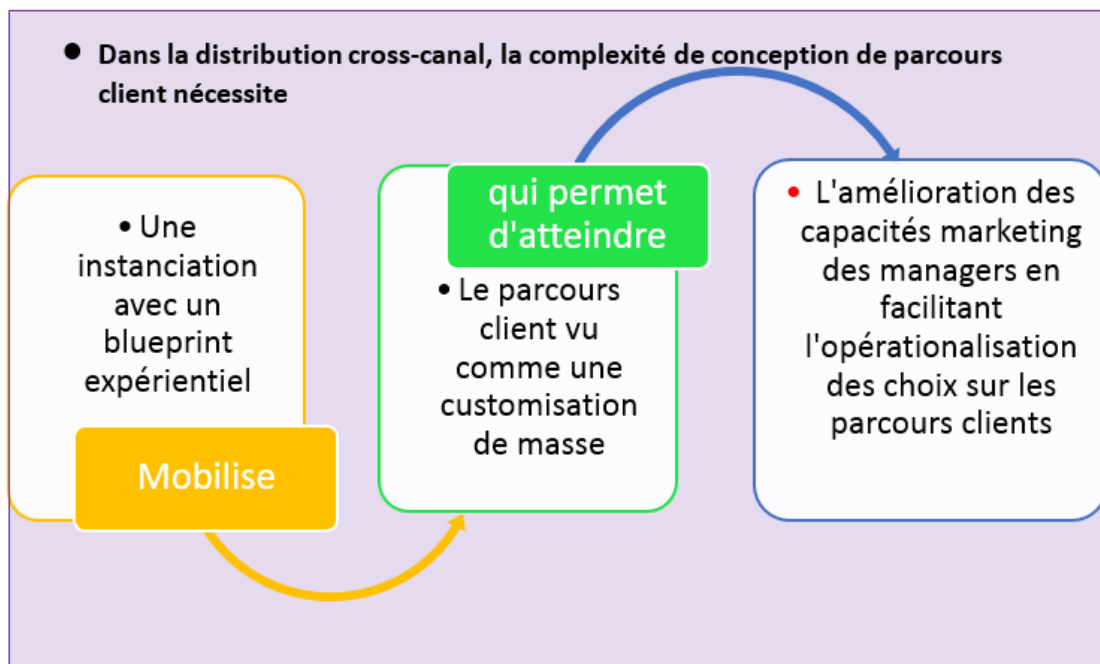 ● Dans la distribution cross-canal, la complexité de conception de parcours
client nécessite
• Une
instanciation
avec un
blueprint
expérientiel
Mobilise
qui permet
d'atteindre
• Le parcours
client vu
comme une
customisation
de masse
• L'amélioration des
capacités marketing
des managers en
facilitant
l'opérationalisation
des choix sur les
parcours clients